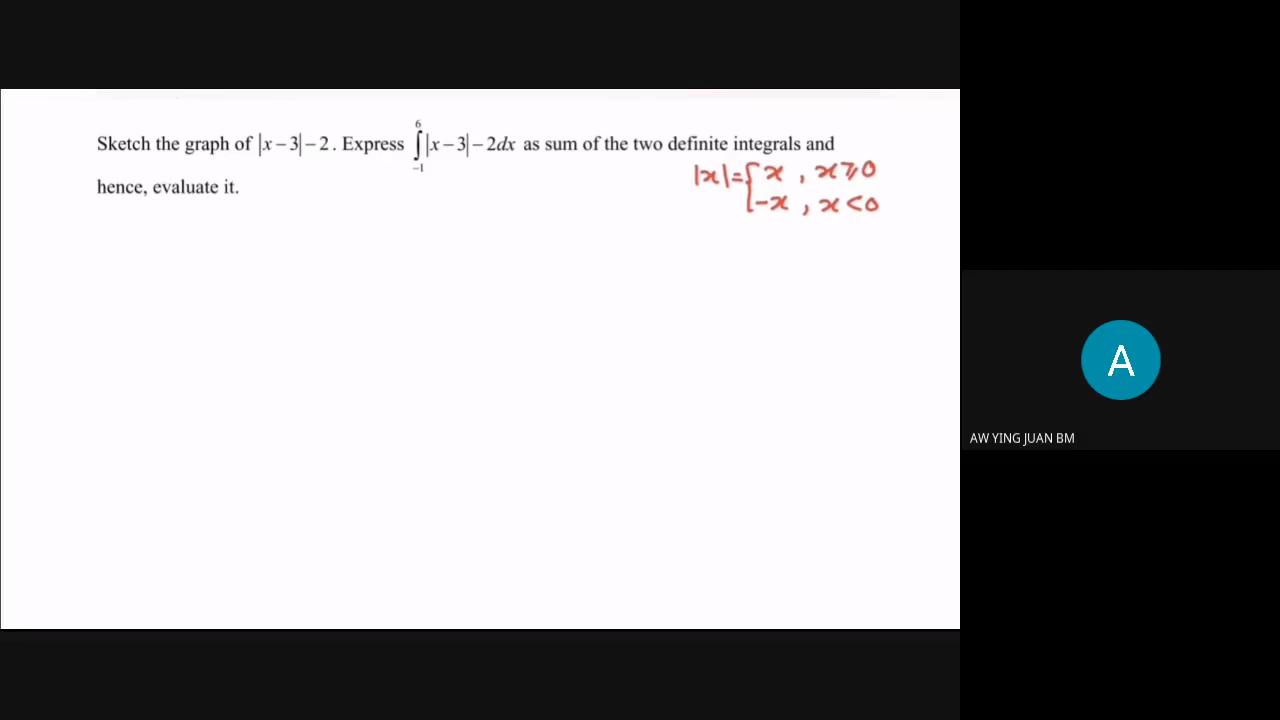 Sketch the graph of |x − 3| − 2. Express ∫₋₁⁶ |x − 3| − 2dx as sum of the two definite integrals and
hence, evaluate it.
|x| = { x , x ⩾ 0
−x , x < 0
A
AW YING JUAN BM